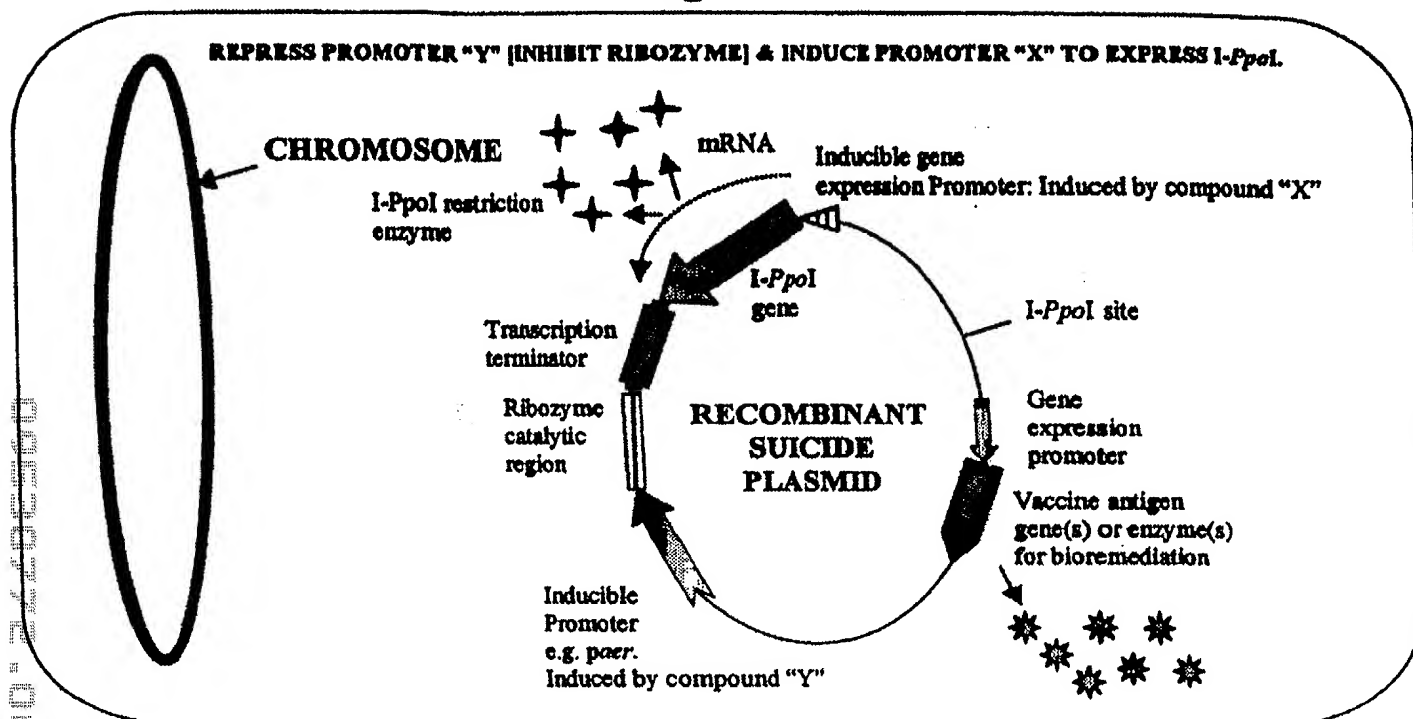 REPRESS PROMOTER "Y" [INHIBIT RIBOZYME] & INDUCE PROMOTER "X" TO EXPRESS I-PpoI.
CHROMOSOME
mRNA
Inducible gene
expression Promoter: Induced by compound "X"
I-PpoI restriction
enzyme
I-PpoI
gene
I-PpoI site
Transcription
terminator
Ribozyme
catalytic
region
RECOMBINANT
SUICIDE
PLASMID
Gene
expression
promoter
Vaccine antigen
gene(s) or enzyme(s)
for bioremediation
Inducible
Promoter
e.g. paer.
Induced by compound "Y"